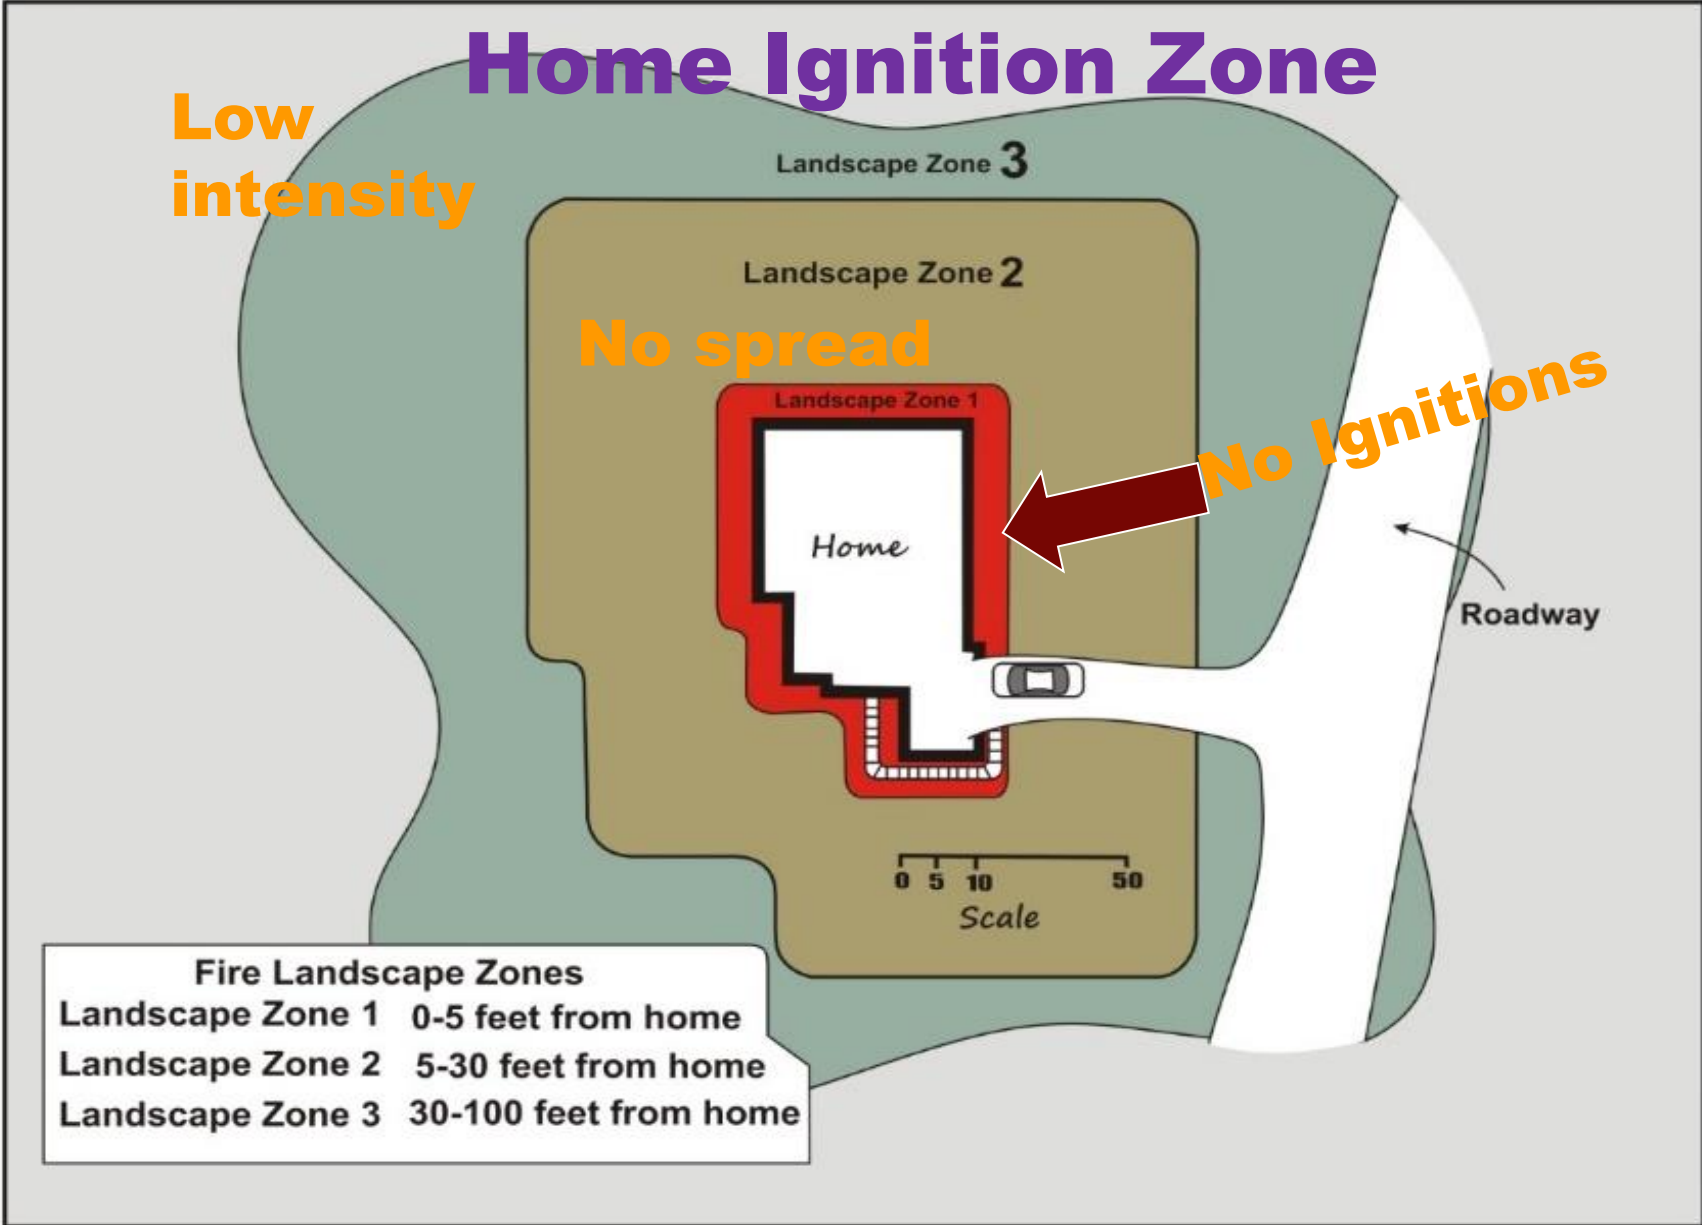 Home Ignition Zone
Low
intensity
Landscape Zone 3
Landscape Zone 2
No spread
Landscape Zone 1
No Ignitions
Home
Roadway
0 5 10 50
Scale
Fire Landscape Zones
Landscape Zone 1 0-5 feet from home
Landscape Zone 2 5-30 feet from home
Landscape Zone 3 30-100 feet from home